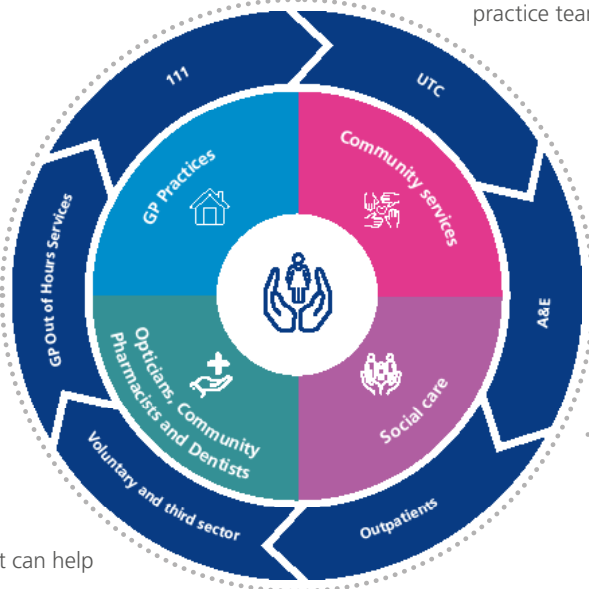 practice tear
111
UTC
GP Practices
Community services
GP Out of Hours Services
A&E
Opticians, Community
Pharmacists and Dentists
Social care
Voluntary and third sector
Outpatients
t can help